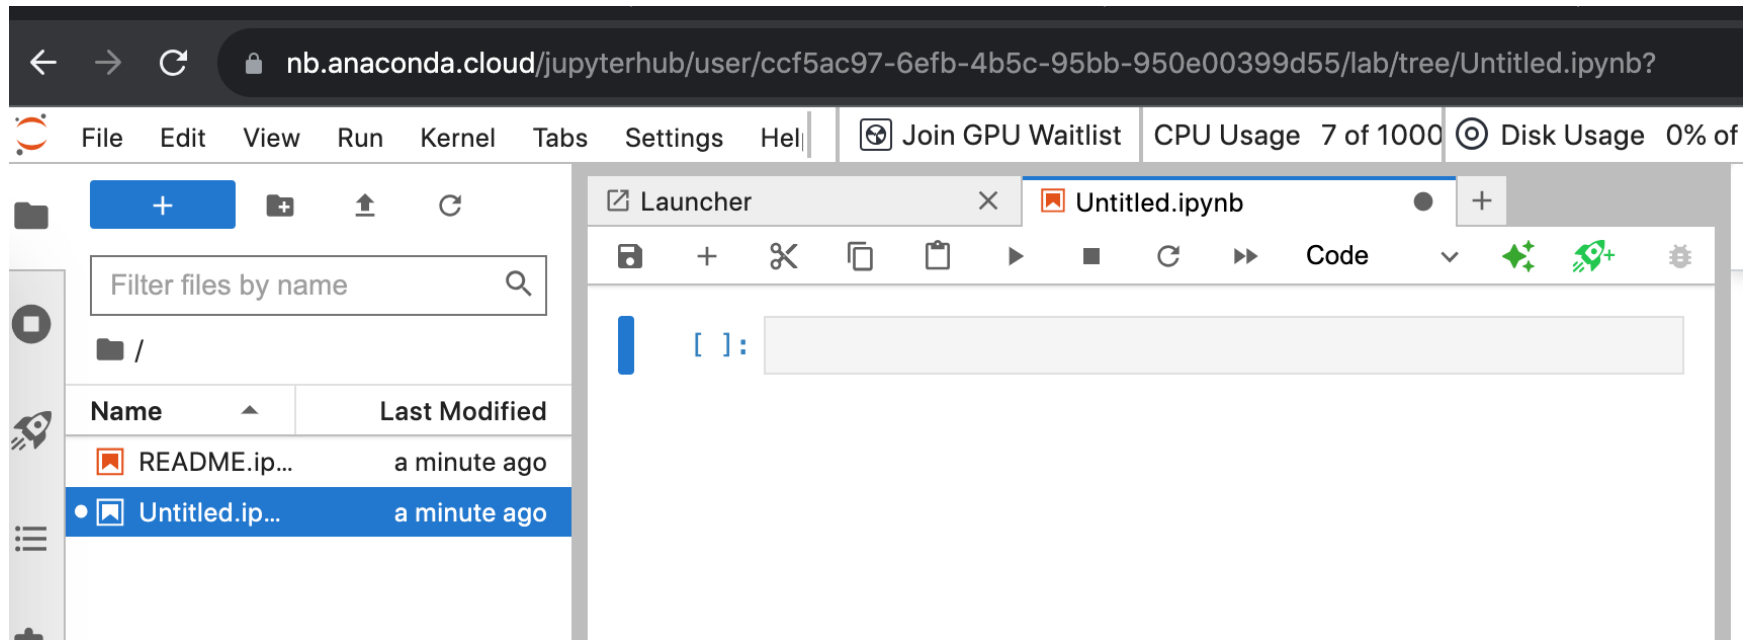 nb.anaconda.cloud/jupyterhub/user/ccf5ac97-6efb-4b5c-95bb-950e00399d55/lab/tree/Untitled.ipynb?
File Edit View Run Kernel Tabs Settings Hel Join GPU Waitlist CPU Usage 7 of 1000 Disk Usage 0% of
+
Launcher Untitled.ipynb +
Code
Filter files by name
/
[ ]:
Name Last Modified
README.ip... a minute ago
Untitled.ip... a minute ago